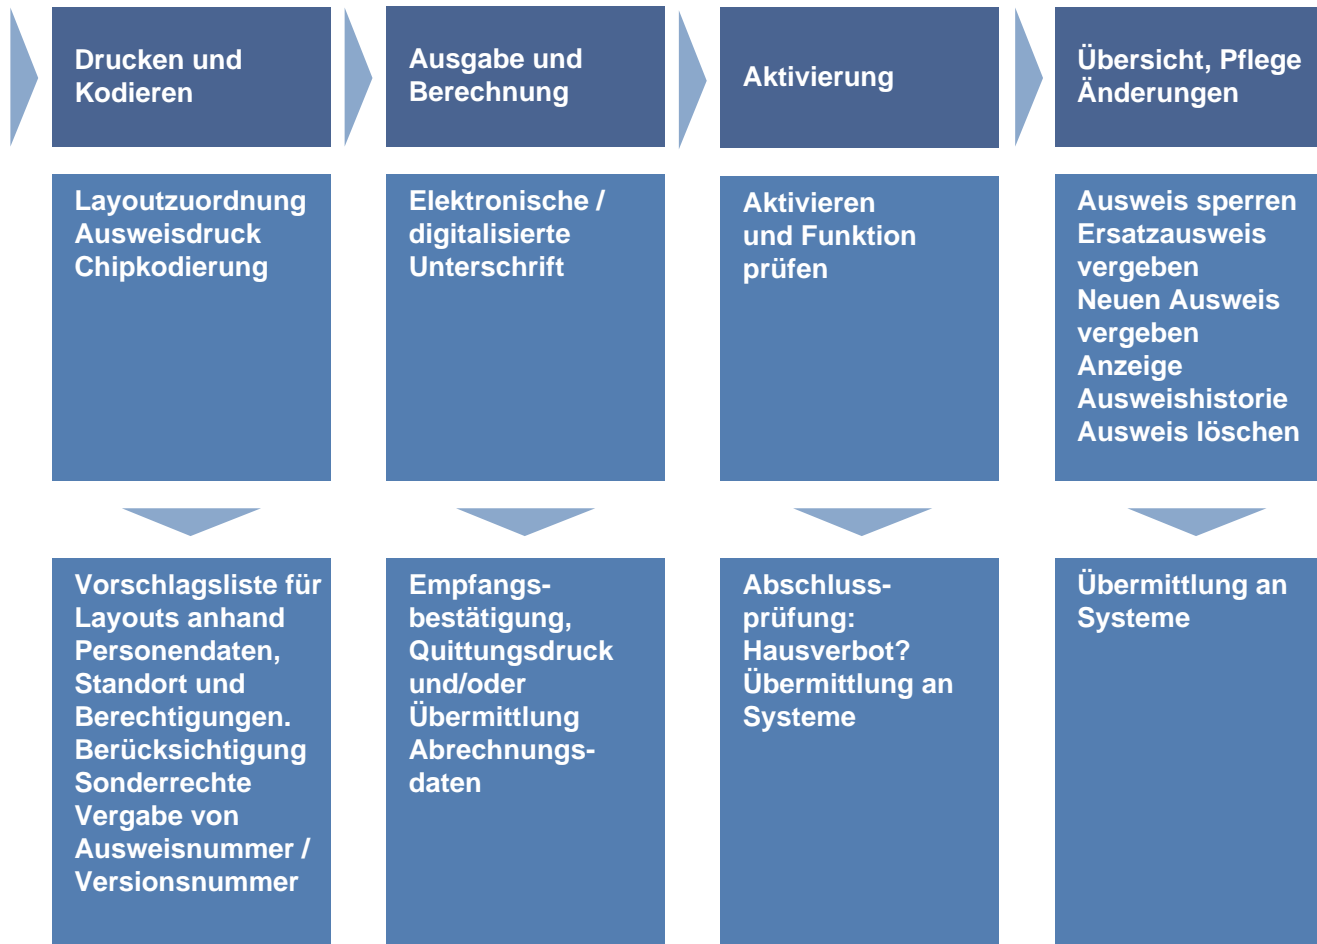 Drucken und
Kodieren
Ausgabe und
Berechnung
Aktivierung
Übersicht, Pflege
Änderungen
Layoutzuordnung
Ausweisdruck
Chipkodierung
Elektronische /
digitalisierte
Unterschrift
Aktivieren
und Funktion
prüfen
Ausweis sperren
Ersatzausweis
vergeben
Neuen Ausweis
vergeben
Anzeige
Ausweishistorie
Ausweis löschen
Vorschlagsliste für
Layouts anhand
Personendaten,
Standort und
Berechtigungen.
Berücksichtigung
Sonderrechte
Vergabe von
Ausweisnummer /
Versionsnummer
Empfangs-
bestätigung,
Quittungsdruck
und/oder
Übermittlung
Abrechnungs-
daten
Abschluss-
prüfung:
Hausverbot?
Übermittlung an
Systeme
Übermittlung an
Systeme